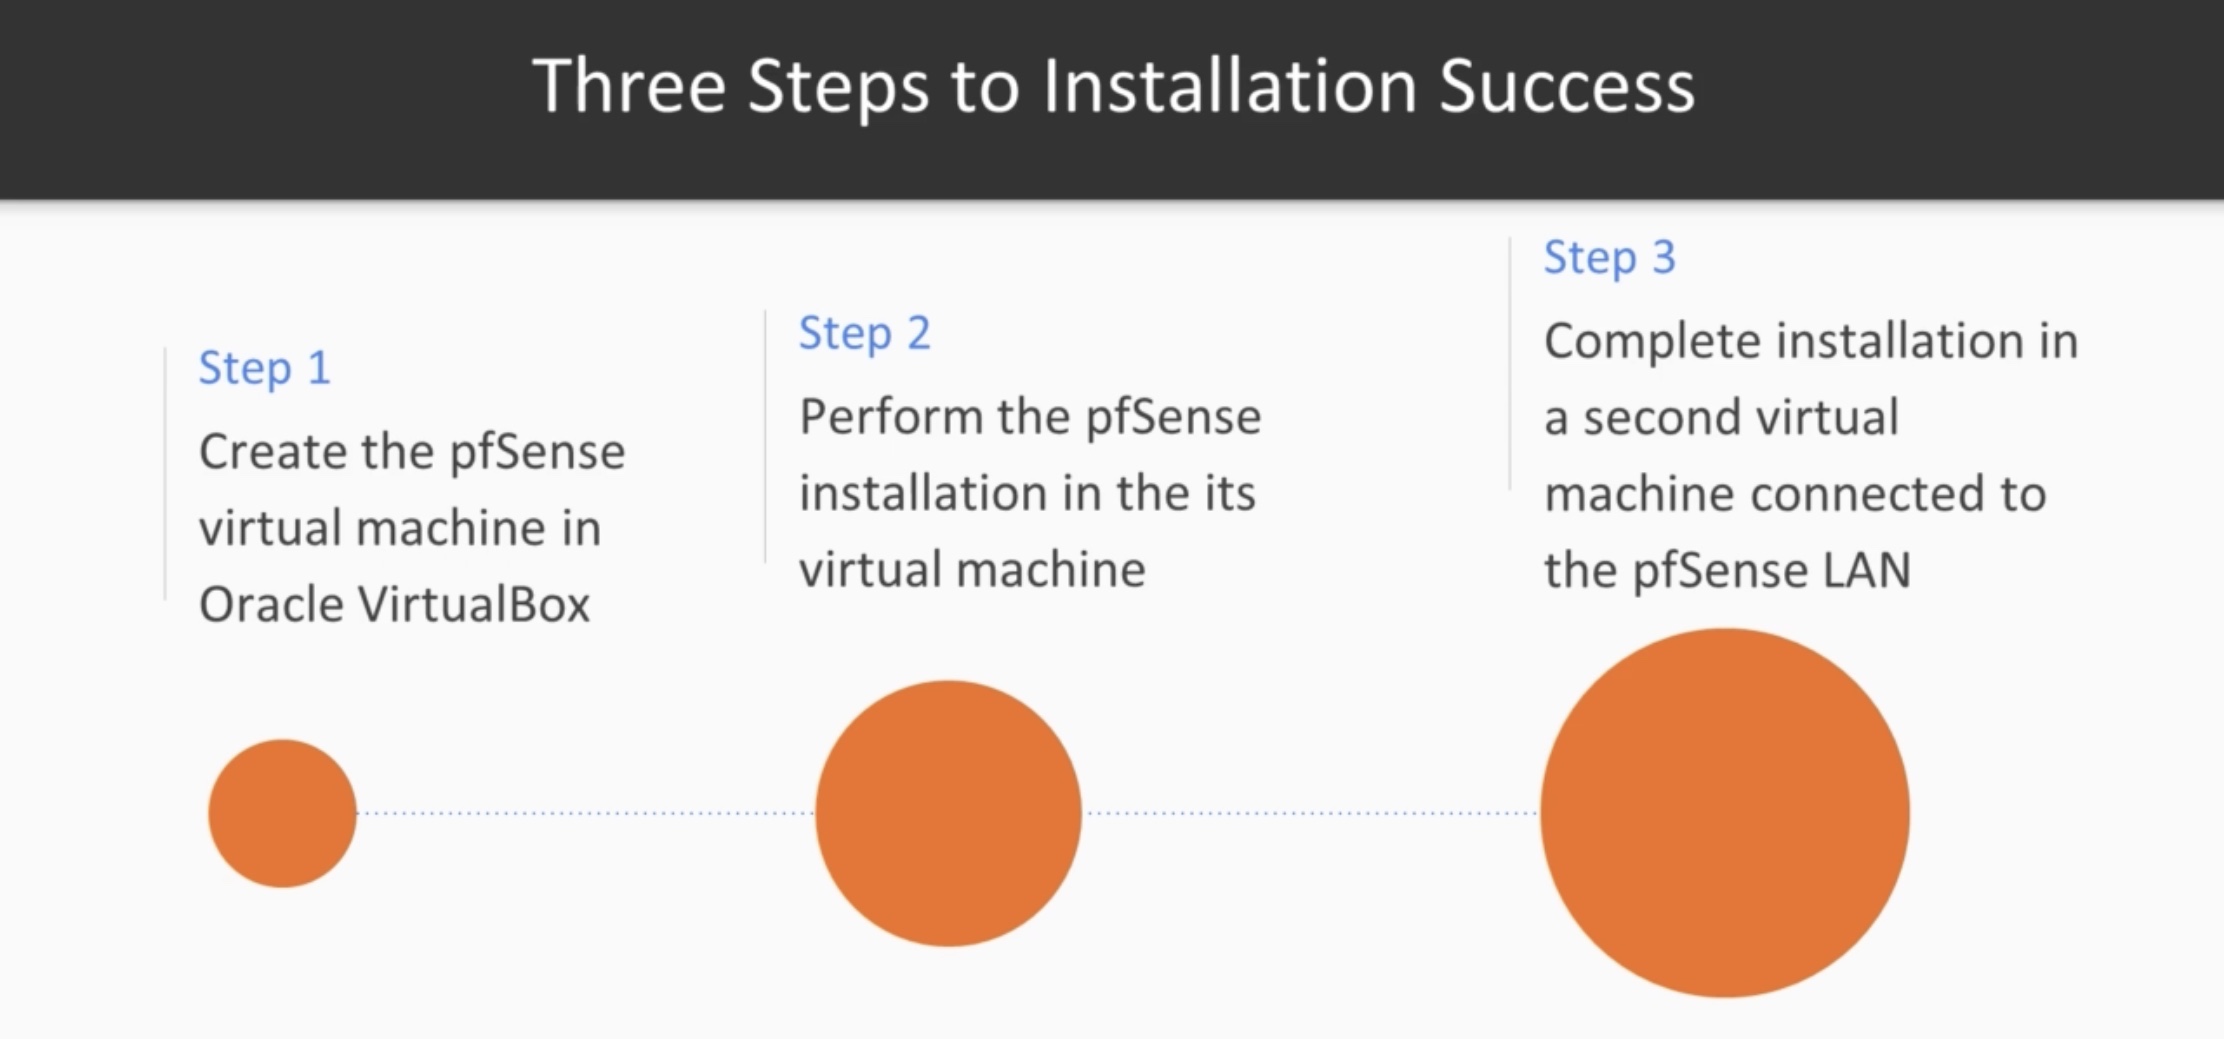 Three Steps to Installation Success
Step 1
Create the pfSense
virtual machine in
Oracle VirtualBox
Step 2
Perform the pfSense
installation in the its
virtual machine
Step 3
Complete installation in
a second virtual
machine connected to
the pfSense LAN